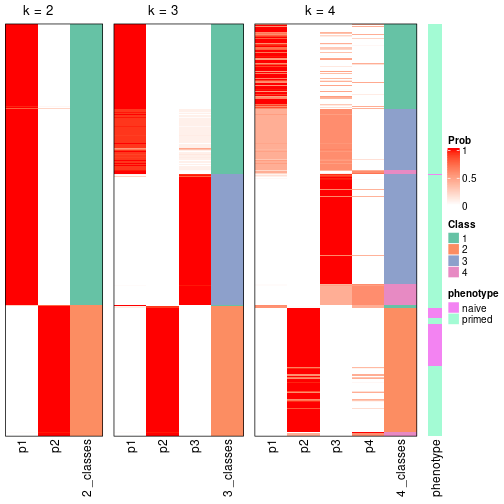 k = 2
k = 3
k = 4
Prob
1
0.5
0
Class
1
2
3
4
phenotype
naive
primed
p1
p2
2_classes
p1
p2
p3
3_classes
p1
p2
p3
p4
4_classes
phenotype